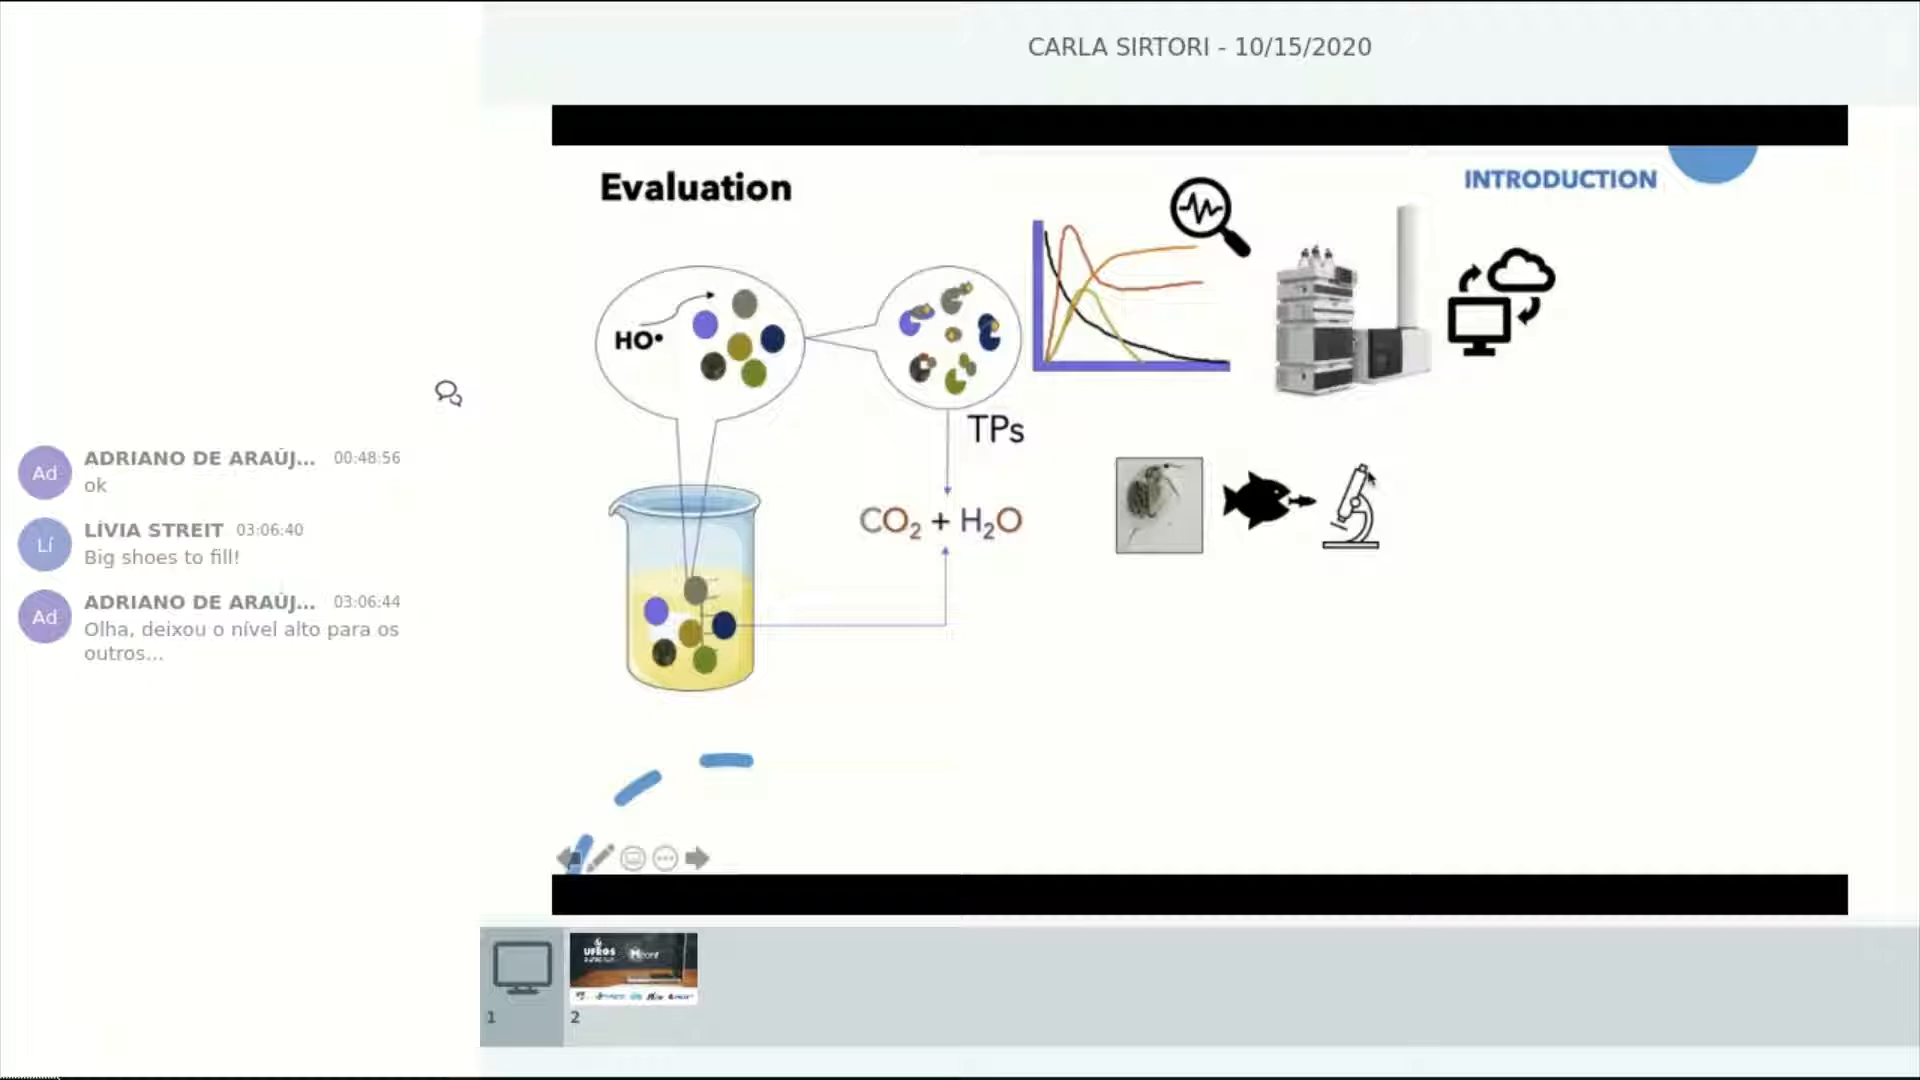 CARLA SIRTORI - 10/15/2020
Evaluation
INTRODUCTION
HO•
TPs
CO₂ + H₂O
ADRIANO DE ARAÚJ... 00:48:56
ok
LÍVIA STREIT 03:06:40
Big shoes to fill!
ADRIANO DE ARAÚJ... 03:06:44
Olha, deixou o nível alto para os
outros...
Ad
Lí
Ad
UFRGS
Mconf
1
2